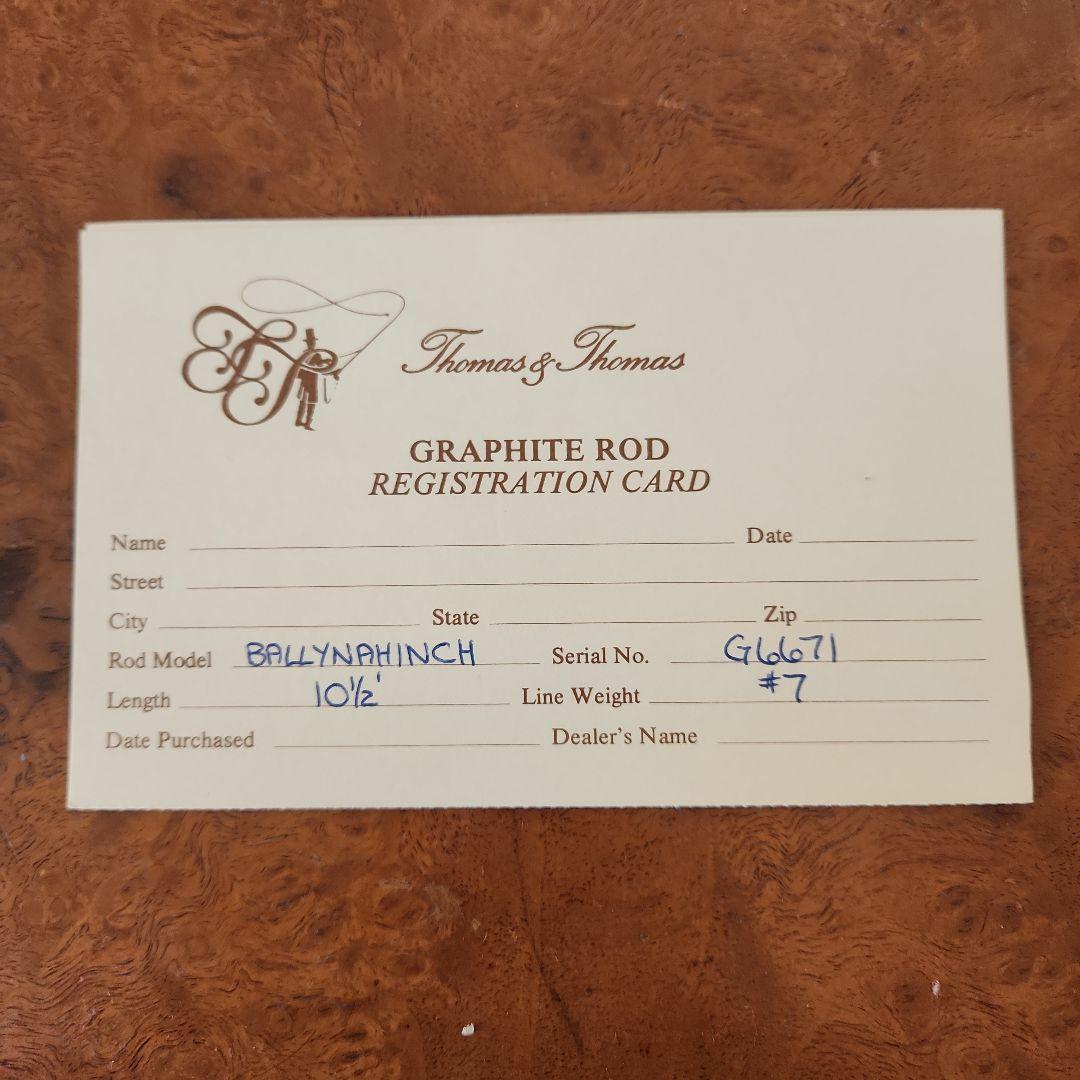 Thomas & Thomas
GRAPHITE ROD
REGISTRATION CARD
Name Date
Street
City State Zip
Rod Model BALLYNAHINCH Serial No. G6671
Length 10½' Line Weight #7
Date Purchased Dealer's Name